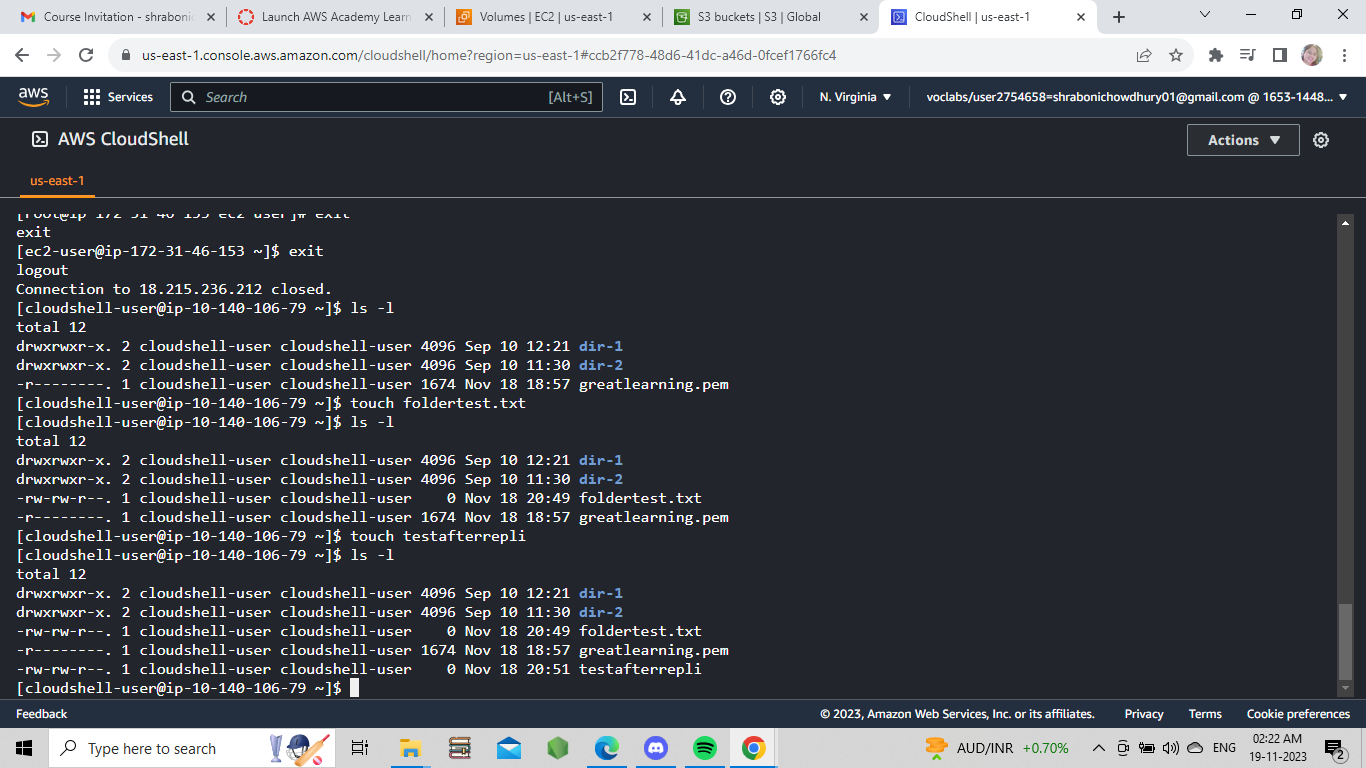 Course Invitation - shrabonic
Launch AWS Academy Learn
Volumes | EC2 | us-east-1
S3 buckets | S3 | Global
CloudShell | us-east-1
us-east-1.console.aws.amazon.com/cloudshell/home?region=us-east-1#ccb2f778-48d6-41dc-a46d-0fcef1766fc4
aws
Services
Search
[Alt+S]
N. Virginia
voclabs/user2754658=shrabonichowdhury01@gmail.com @ 1653-1448...
AWS CloudShell
Actions
us-east-1
[root@ip-172-31-46-153 ec2-user]# exit
exit
[ec2-user@ip-172-31-46-153 ~]$ exit
logout
Connection to 18.215.236.212 closed.
[cloudshell-user@ip-10-140-106-79 ~]$ ls -l
total 12
drwxrwxr-x. 2 cloudshell-user cloudshell-user 4096 Sep 10 12:21 dir-1
drwxrwxr-x. 2 cloudshell-user cloudshell-user 4096 Sep 10 11:30 dir-2
-r--------. 1 cloudshell-user cloudshell-user 1674 Nov 18 18:57 greatlearning.pem
[cloudshell-user@ip-10-140-106-79 ~]$ touch foldertest.txt
[cloudshell-user@ip-10-140-106-79 ~]$ ls -l
total 12
drwxrwxr-x. 2 cloudshell-user cloudshell-user 4096 Sep 10 12:21 dir-1
drwxrwxr-x. 2 cloudshell-user cloudshell-user 4096 Sep 10 11:30 dir-2
-rw-rw-r--. 1 cloudshell-user cloudshell-user    0 Nov 18 20:49 foldertest.txt
-r--------. 1 cloudshell-user cloudshell-user 1674 Nov 18 18:57 greatlearning.pem
[cloudshell-user@ip-10-140-106-79 ~]$ touch testafterrepli
[cloudshell-user@ip-10-140-106-79 ~]$ ls -l
total 12
drwxrwxr-x. 2 cloudshell-user cloudshell-user 4096 Sep 10 12:21 dir-1
drwxrwxr-x. 2 cloudshell-user cloudshell-user 4096 Sep 10 11:30 dir-2
-rw-rw-r--. 1 cloudshell-user cloudshell-user    0 Nov 18 20:49 foldertest.txt
-r--------. 1 cloudshell-user cloudshell-user 1674 Nov 18 18:57 greatlearning.pem
-rw-rw-r--. 1 cloudshell-user cloudshell-user    0 Nov 18 20:51 testafterrepli
[cloudshell-user@ip-10-140-106-79 ~]$
Feedback
© 2023, Amazon Web Services, Inc. or its affiliates.
Privacy
Terms
Cookie preferences
Type here to search
AUD/INR +0.70%
ENG
02:22 AM
19-11-2023
2